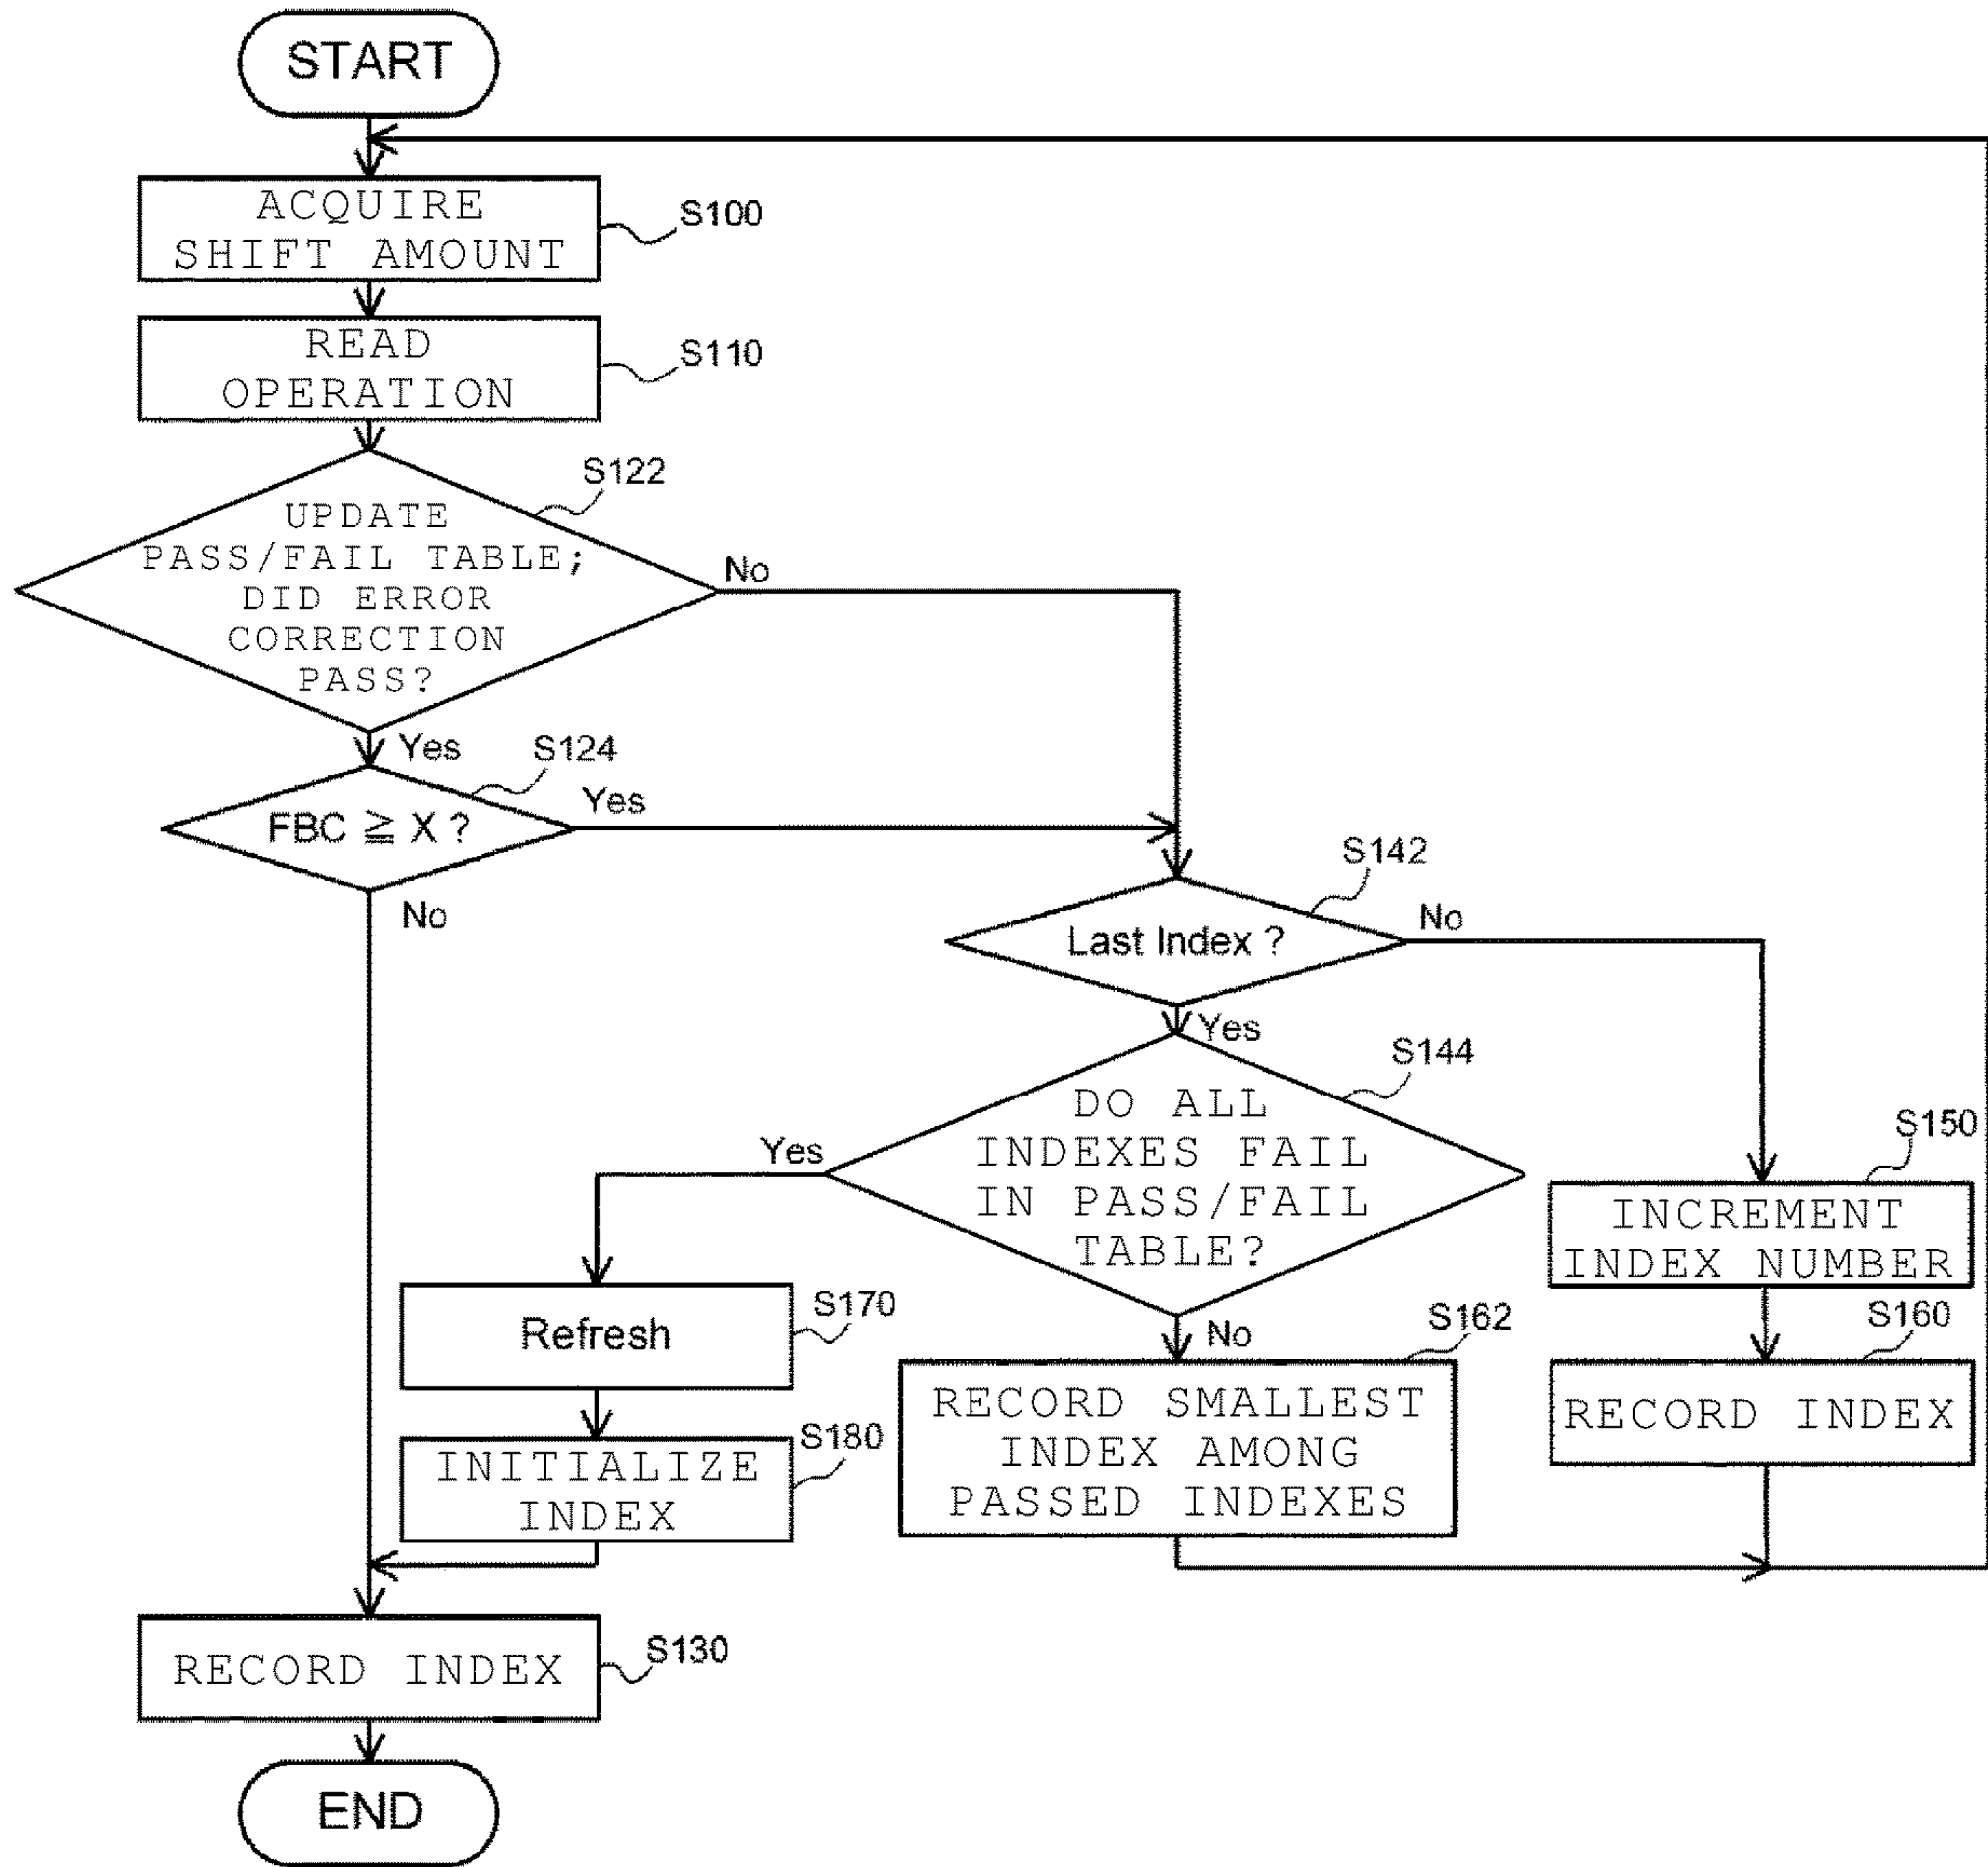 START
ACQUIRE
SHIFT AMOUNT
S100
READ
OPERATION
S110
S122
UPDATE
PASS/FAIL TABLE;
DID ERROR
CORRECTION
PASS?
No
Yes
S124
FBC ≧ X ?
Yes
No
S142
Last Index ?
No
Yes
S144
DO ALL
INDEXES FAIL
IN PASS/FAIL
TABLE?
Yes
No
S150
INCREMENT
INDEX NUMBER
S160
RECORD INDEX
S170
Refresh
S162
RECORD SMALLEST
INDEX AMONG
PASSED INDEXES
S180
INITIALIZE
INDEX
RECORD INDEX
S130
END